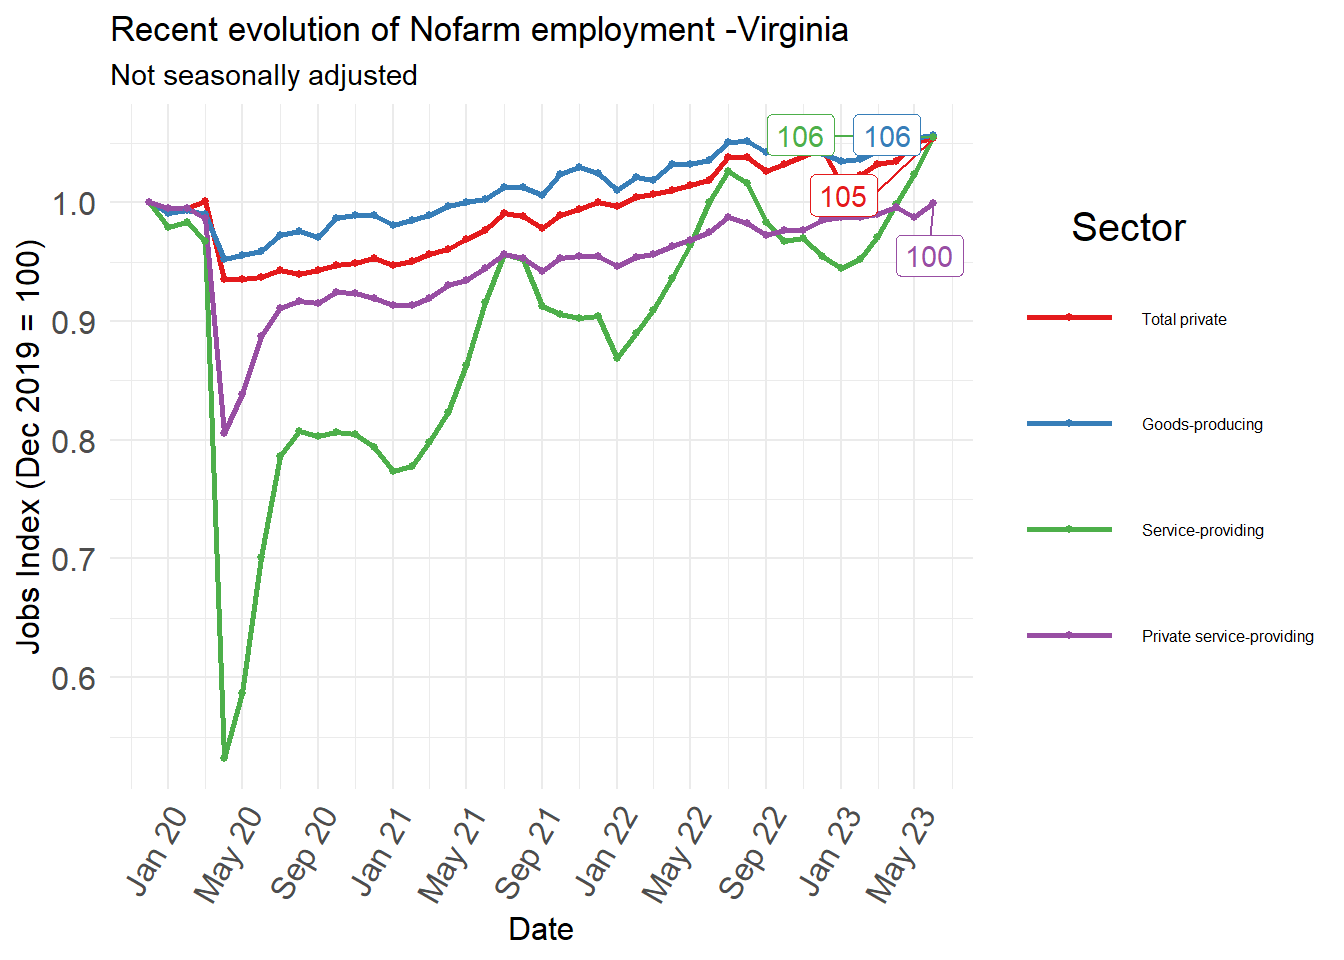 Recent evolution of Nofarm employment -Virginia
Not seasonally adjusted
Jobs Index (Dec 2019 = 100)
1.0
0.9
0.8
0.7
0.6
106
106
105
100
Jan 20
May 20
Sep 20
Jan 21
May 21
Sep 21
Jan 22
May 22
Sep 22
Jan 23
May 23
Date
Sector
Total private
Goods-producing
Service-providing
Private service-providing